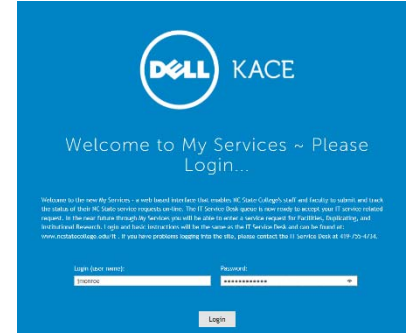 DELL KACE
Welcome to My Services ~ Please
Login...
Welcome to the new My Services - a web based interface that enables NC State College's staff and faculty to submit and track
the status of their NC State service requests on-line. The IT Service Desk queue is now ready to accept your IT service related
request. In the near future through My Services you will be able to enter a service request for Facilities, Duplicating, and
Institutional Research. Login and basic instructions will be the same as the IT Service Desk and can be found at:
www.ncstatecollege.edu/it . If you have problems logging into the site, please contact the IT Service Desk at 419-755-4734.
Login (user name): Password:
tmonroe ************
Login